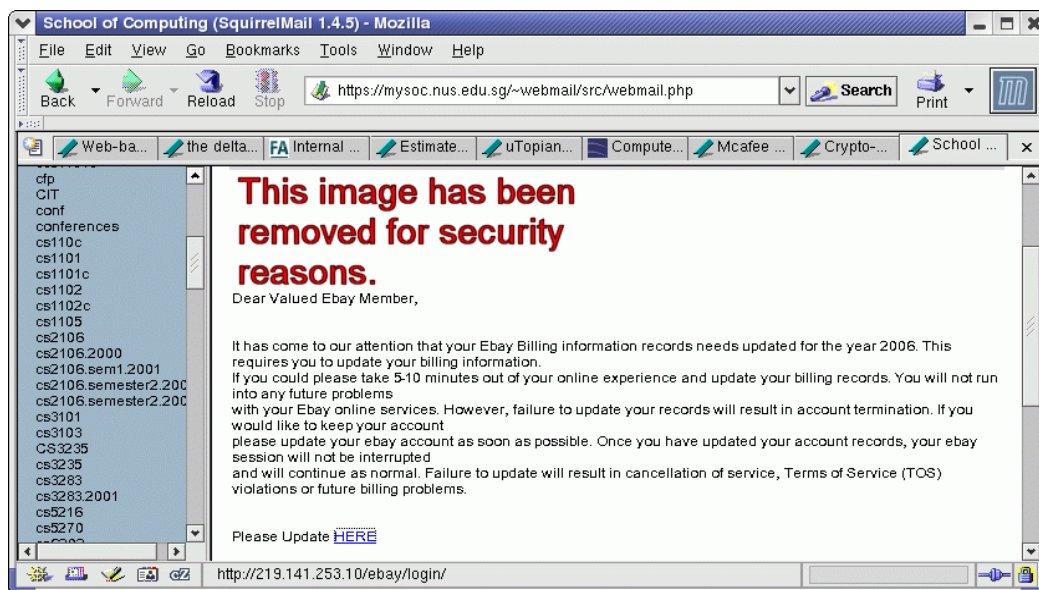 School of Computing (SquirrelMail 1.4.5) - Mozilla
File Edit View Go Bookmarks Tools Window Help
Back Forward Reload Stop https://mysoc.nus.edu.sg/~webmail/src/webmail.php Search Print
Web-ba... the delta... FA Internal ... Estimate... uTopian... Compute... Mcafee ... Crypto-... School ...
cfp
CIT
conf
conferences
cs110c
cs1101
cs1101c
cs1102
cs1102c
cs1105
cs2106
cs2106.2000
cs2106.sem1.2001
cs2106.semester2.200
cs2106.semester2.200
cs3101
cs3103
CS3235
cs3235
cs3283
cs3283.2001
cs5216
cs5270
This image has been
removed for security
reasons.
Dear Valued Ebay Member,
It has come to our attention that your Ebay Billing information records needs updated for the year 2006. This
requires you to update your billing information.
If you could please take 5-10 minutes out of your online experience and update your billing records. You will not run
into any future problems
with your Ebay online services. However, failure to update your records will result in account termination. If you
would like to keep your account
please update your ebay account as soon as possible. Once you have updated your account records, your ebay
session will not be interrupted
and will continue as normal. Failure to update will result in cancellation of service, Terms of Service (TOS)
violations or future billing problems.
Please Update HERE
http://219.141.253.10/ebay/login/